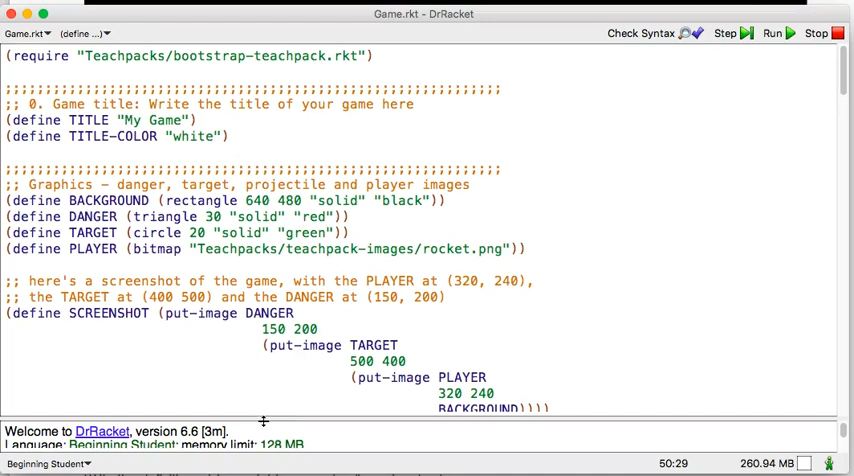 Game.rkt - DrRacket
Game.rkt▾ (define ...)▾ Check Syntax Step Run Stop
(require "Teachpacks/bootstrap-teachpack.rkt")
;;;;;;;;;;;;;;;;;;;;;;;;;;;;;;;;;;;;;;;;;;;;;;;;;;;;;;;;;;;;;;
;; 0. Game title: Write the title of your game here
(define TITLE "My Game")
(define TITLE-COLOR "white")
;;;;;;;;;;;;;;;;;;;;;;;;;;;;;;;;;;;;;;;;;;;;;;;;;;;;;;;;;;;;;;
;; Graphics - danger, target, projectile and player images
(define BACKGROUND (rectangle 640 480 "solid" "black"))
(define DANGER (triangle 30 "solid" "red"))
(define TARGET (circle 20 "solid" "green"))
(define PLAYER (bitmap "Teachpacks/teachpack-images/rocket.png"))
;; here's a screenshot of the game, with the PLAYER at (320, 240),
;; the TARGET at (400 500) and the DANGER at (150, 200)
(define SCREENSHOT (put-image DANGER
150 200
(put-image TARGET
500 400
(put-image PLAYER
320 240
BACKGROUND))))
Welcome to DrRacket, version 6.6 [3m].
Language: Beginning Student; memory limit: 128 MB
Beginning Student▾ 50:29 260.94 MB